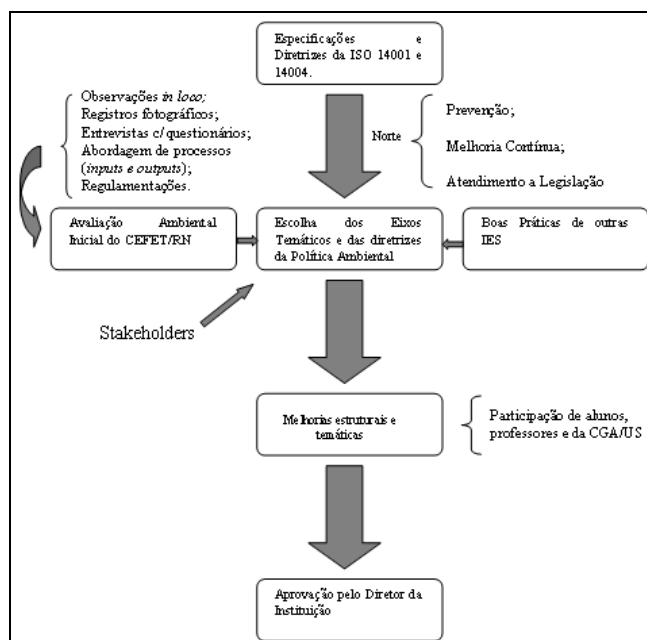 Especificações e
Diretrizes da ISO 14001 e
14004.
Observações in loco;
Registros fotográficos;
Entrevistas c/ questionários;
Abordagem de processos
(inputs e outputs);
Regulamentações.
Norte
Prevenção;
Melhoria Contínua;
Atendimento a Legislação
Avaliação Ambiental
Inicial do CEFET/RN
Escolha dos Eixos
Temáticos e das diretrizes
da Política Ambiental
Boas Práticas de outras
IES
Stakeholders
Melhorias estruturais e
temáticas
Participação de alunos,
professores e da CGA/US
Aprovação pelo Diretor da
Instituição